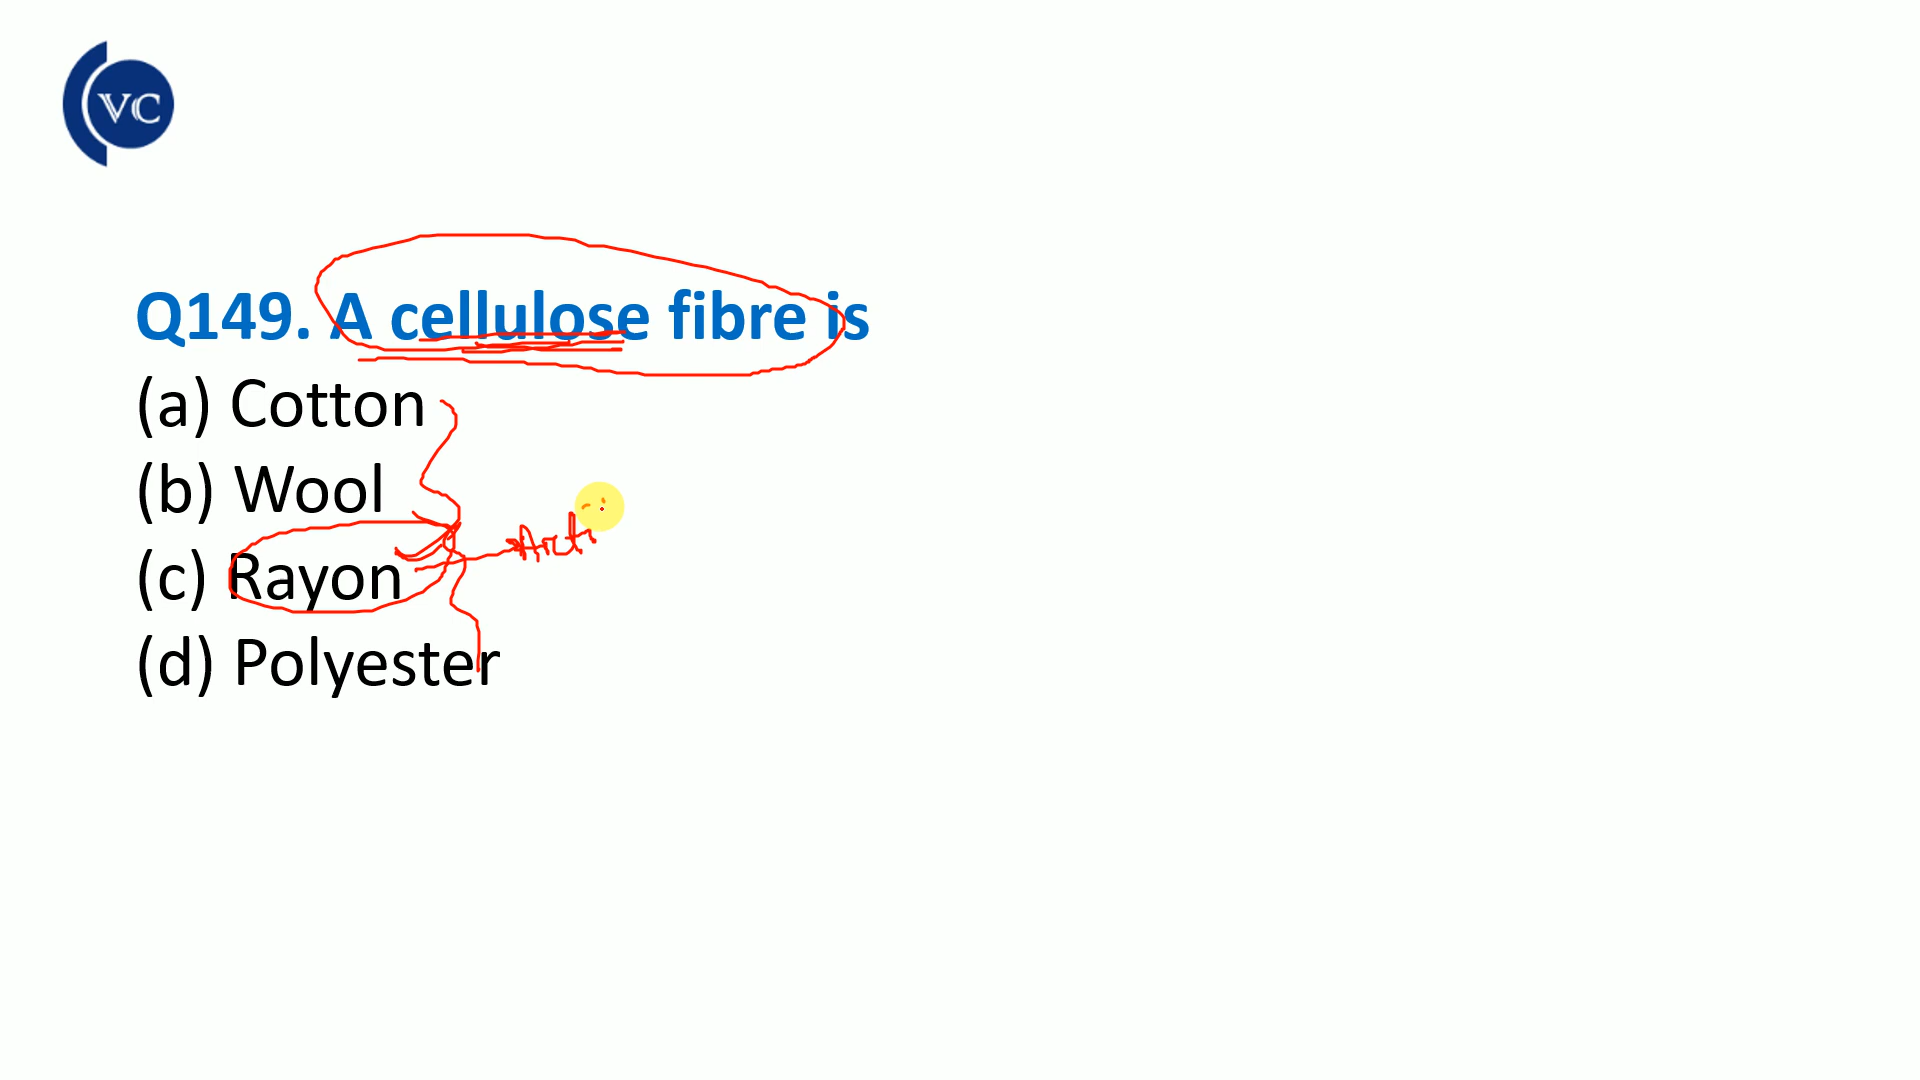 VC
Q149. A cellulose fibre is
(a) Cotton
(b) Wool
(c) Rayon
(d) Polyester